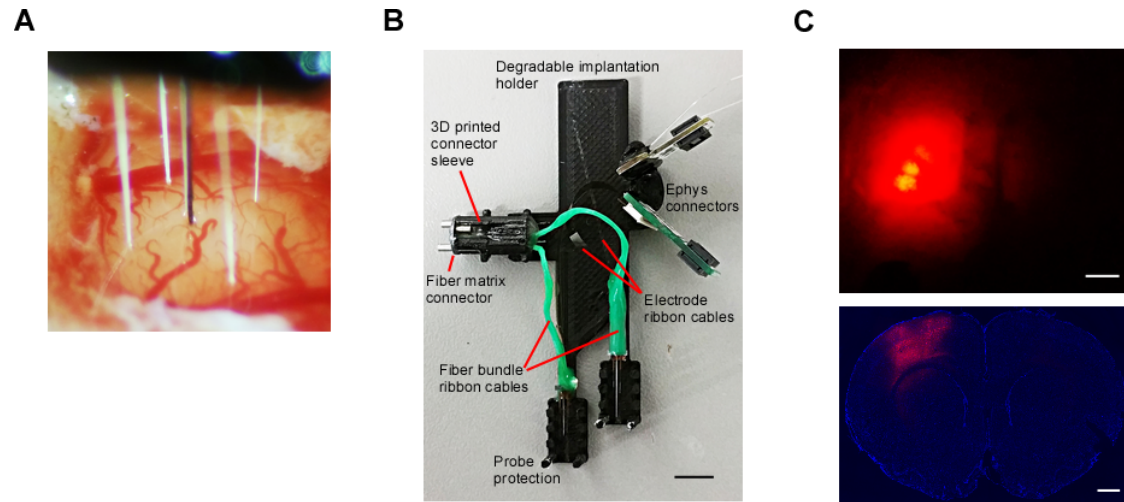 A
B
C
Degradable implantation
holder
3D printed
connector
sleeve
Ephys
connectors
Fiber matrix
connector
Electrode
ribbon cables
Fiber bundle
ribbon cables
Probe
protection